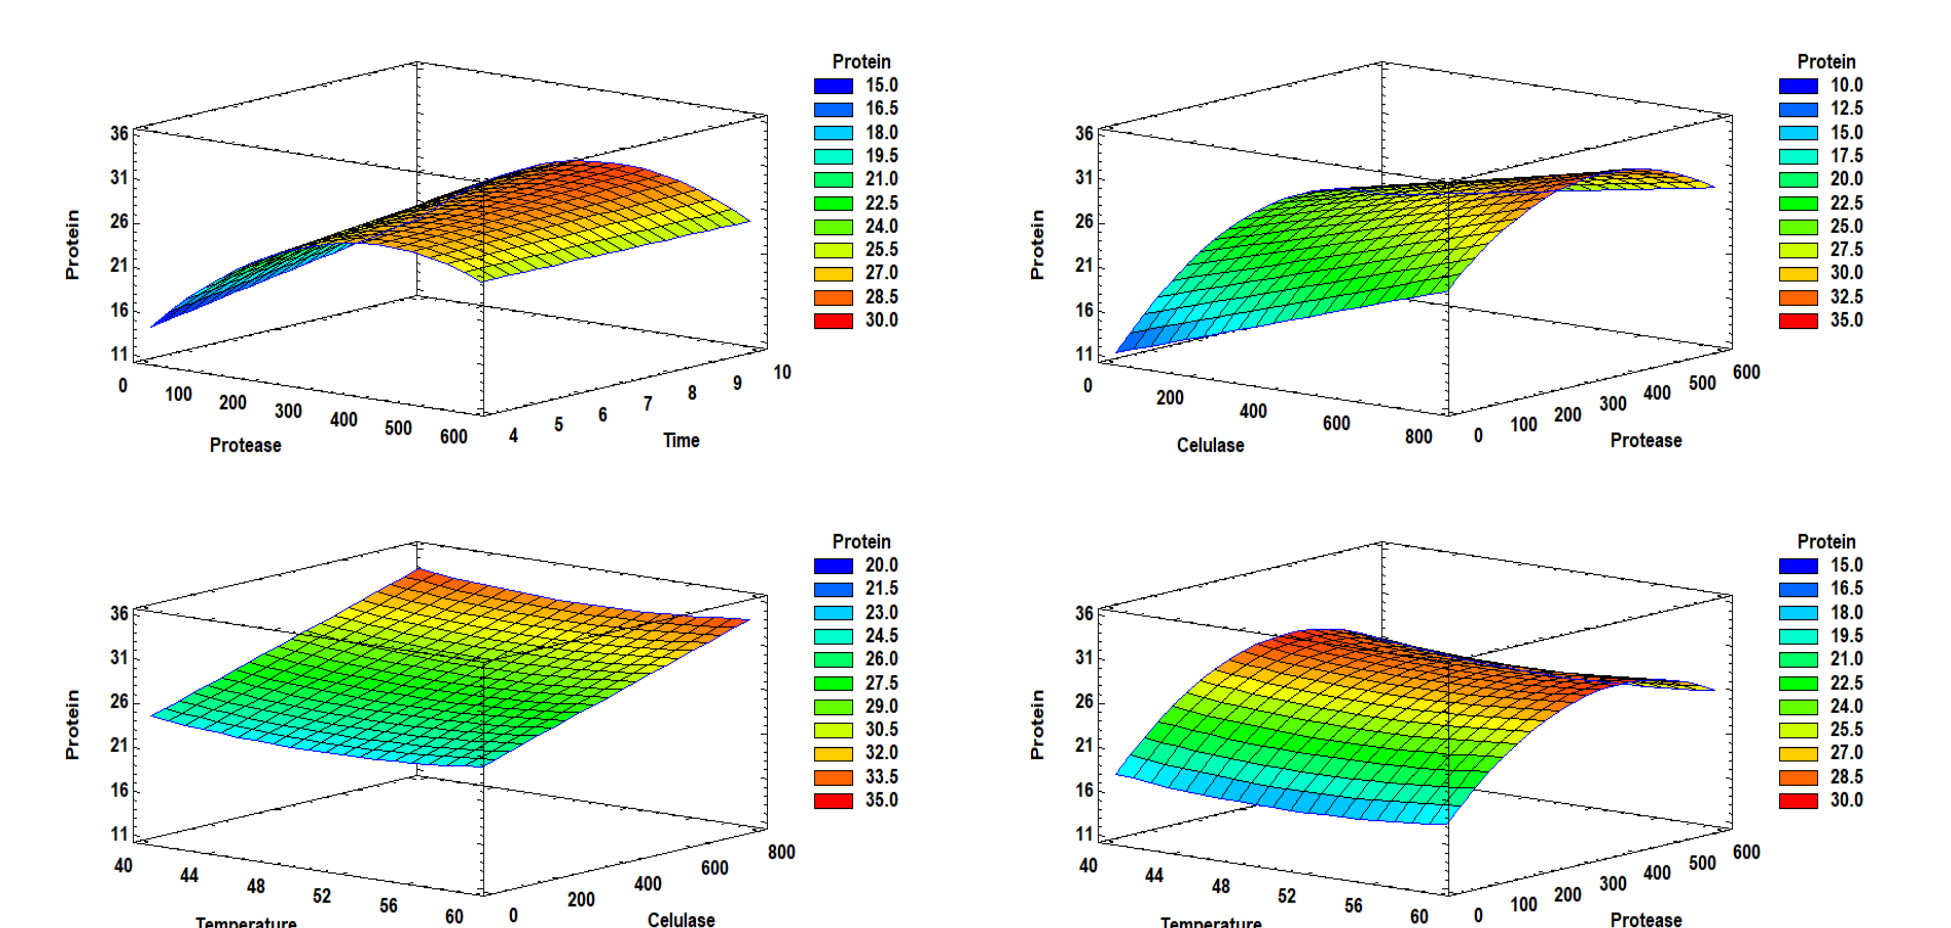 Protein
15.0
16.5
18.0
19.5
21.0
22.5
24.0
25.5
27.0
28.5
30.0
36
31
26
21
16
11
Protein
0 100 200 300 400 500 600
Protease
4 5 6 7 8 9 10
Time
Protein
10.0
12.5
15.0
17.5
20.0
22.5
25.0
27.5
30.0
32.5
35.0
36
31
26
21
16
11
Protein
0 200 400 600 800
Celulase
0 100 200 300 400 500 600
Protease
Protein
20.0
21.5
23.0
24.5
26.0
27.5
29.0
30.5
32.0
33.5
35.0
36
31
26
21
16
11
Protein
40 44 48 52 56 60
Temperature
0 200 400 600 800
Celulase
Protein
15.0
16.5
18.0
19.5
21.0
22.5
24.0
25.5
27.0
28.5
30.0
36
31
26
21
16
11
Protein
40 44 48 52 56 60
Temperature
0 100 200 300 400 500 600
Protease